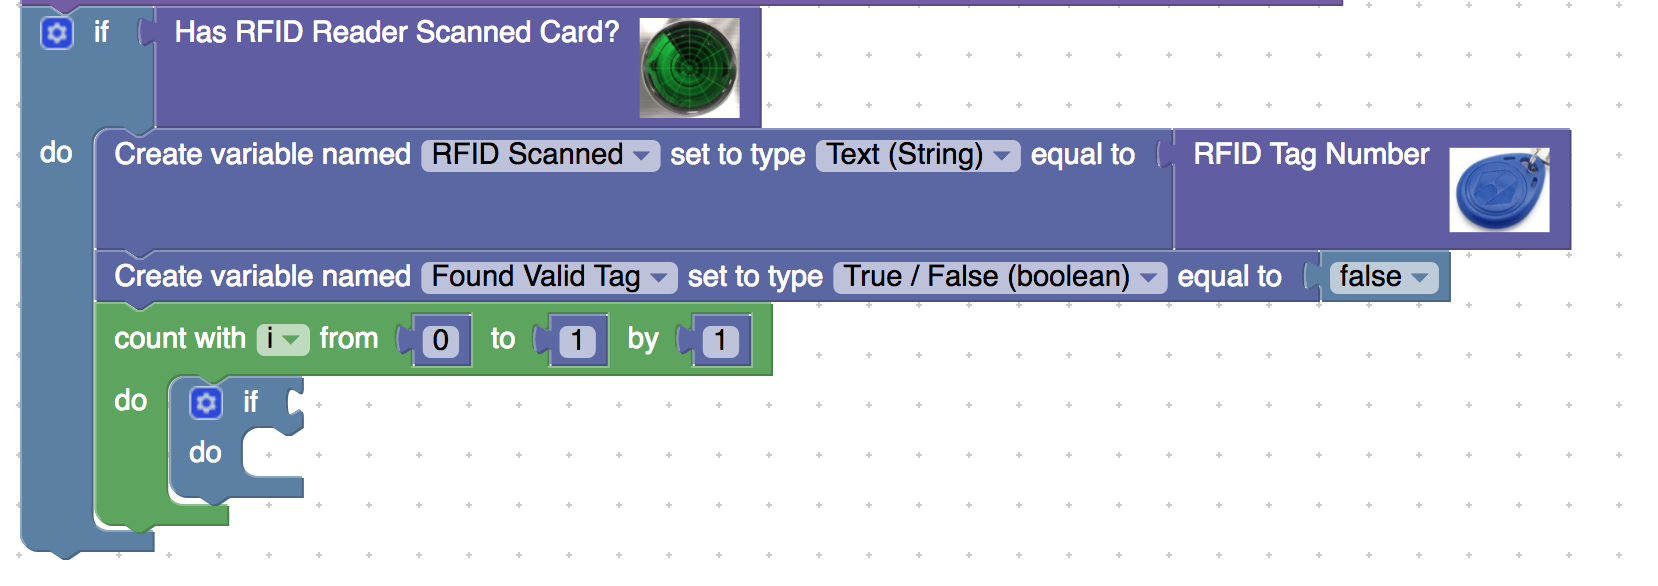 if Has RFID Reader Scanned Card?
do Create variable named RFID Scanned set to type Text (String) equal to RFID Tag Number
Create variable named Found Valid Tag set to type True / False (boolean) equal to false
count with i from 0 to 1 by 1
do if
do